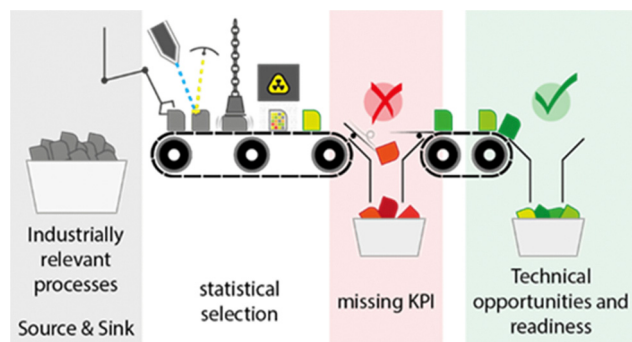 Industrially
relevant
processes
Source & Sink
statistical
selection
missing KPI
Technical
opportunities and
readiness